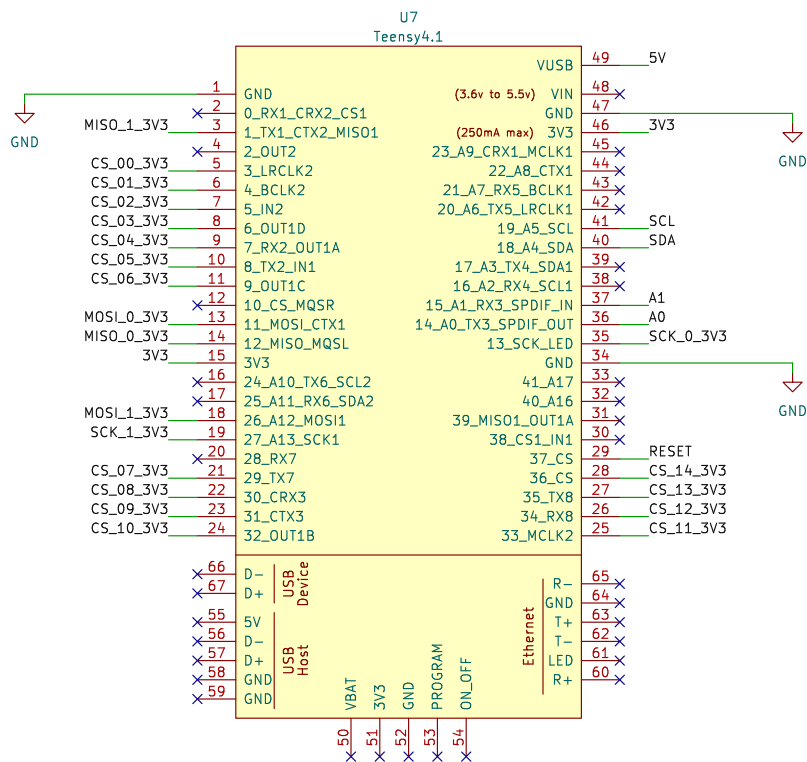 U7
Teensy4.1
49 VUSB 5V
1 GND (3.6v to 5.5v) VIN 48
2 0_RX1_CRX2_CS1 GND 47
GND
MISO_1_3V3 3 1_TX1_CTX2_MISO1 (250mA max) 3V3 46 3V3
4 2_OUT2 23_A9_CRX1_MCLK1 45
GND
CS_00_3V3 5 3_LRCLK2 22_A8_CTX1 44
CS_01_3V3 6 4_BCLK2 21_A7_RX5_BCLK1 43
CS_02_3V3 7 5_IN2 20_A6_TX5_LRCLK1 42
CS_03_3V3 8 6_OUT1D 19_A5_SCL 41 SCL
CS_04_3V3 9 7_RX2_OUT1A 18_A4_SDA 40 SDA
CS_05_3V3 10 8_TX2_IN1 17_A3_TX4_SDA1 39
CS_06_3V3 11 9_OUT1C 16_A2_RX4_SCL1 38
12 10_CS_MQSR 15_A1_RX3_SPDIF_IN 37 A1
MOSI_0_3V3 13 11_MOSI_CTX1 14_A0_TX3_SPDIF_OUT 36 A0
MISO_0_3V3 14 12_MISO_MQSL 13_SCK_LED 35 SCK_0_3V3
3V3 15 3V3 GND 34
16 24_A10_TX6_SCL2 41_A17 33
17 25_A11_RX6_SDA2 40_A16 32
GND
MOSI_1_3V3 18 26_A12_MOSI1 39_MISO1_OUT1A 31
SCK_1_3V3 19 27_A13_SCK1 38_CS1_IN1 30
20 28_RX7 37_CS 29 RESET
CS_07_3V3 21 29_TX7 36_CS 28 CS_14_3V3
CS_08_3V3 22 30_CRX3 35_TX8 27 CS_13_3V3
CS_09_3V3 23 31_CTX3 34_RX8 26 CS_12_3V3
CS_10_3V3 24 32_OUT1B 33_MCLK2 25 CS_11_3V3
66 D-
67 D+
USB Device
R- 65
GND 64
55 5V T+ 63
56 D- T- 62
57 D+ LED 61
58 GND R+ 60
59 GND
USB Host
Ethernet
VBAT 3V3 GND PROGRAM ON_OFF
50 51 52 53 54